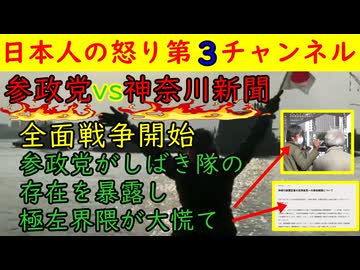 日本人の怒り第3チャンネル
参政党vs神奈川新聞
全面戦争開始
参政党がしばき隊の
存在を暴露し
極左界隈が大慌て